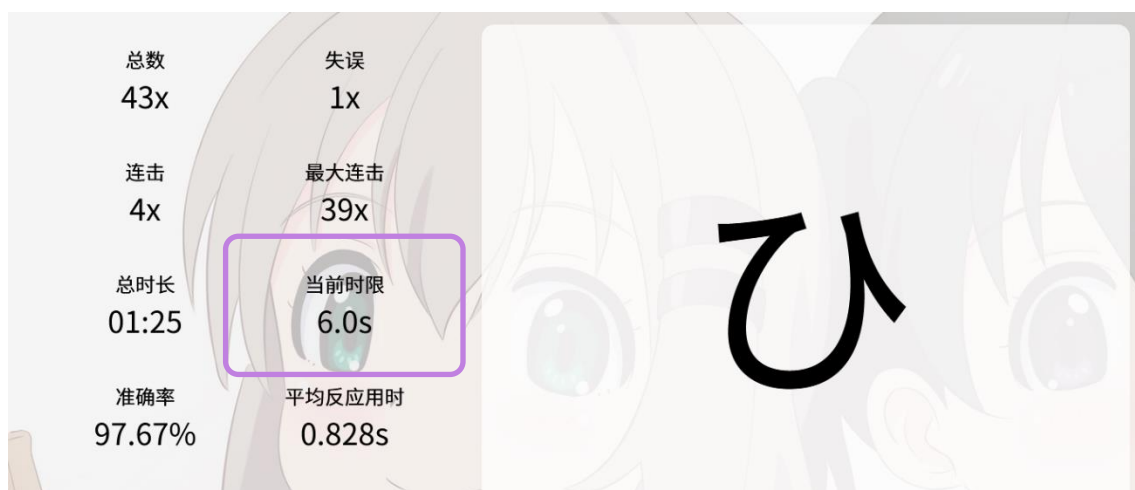 总数
43x
失误
1x
连击
4x
最大连击
39x
总时长
01:25
当前时限
6.0s
准确率
97.67%
平均反应用时
0.828s
ひ